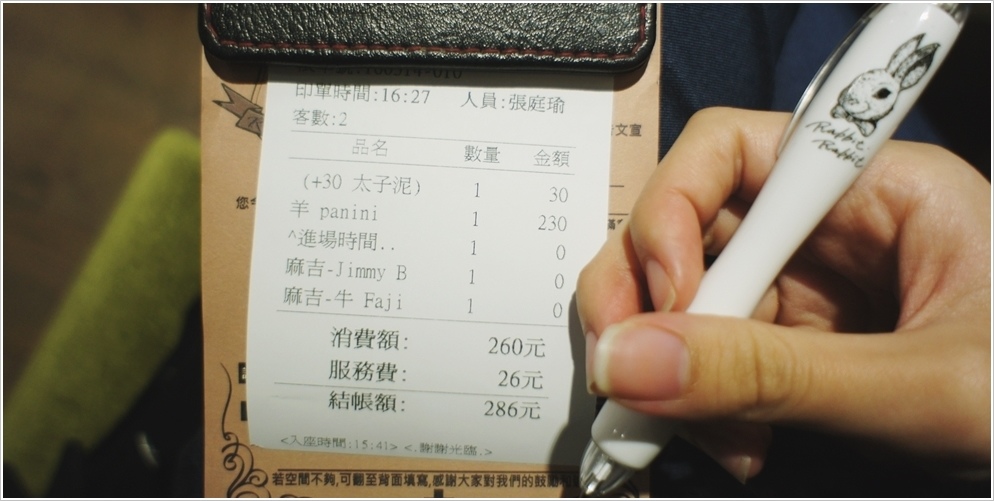 印單時間:16:27 人員:張庭瑜
客數:2
品名 數量 金額
(+30 太子泥) 1 30
羊 panini 1 230
^進場時間.. 1 0
麻吉-Jimmy B 1 0
麻吉-牛 Faji 1 0
消費額: 260元
服務費: 26元
結帳額: 286元
<入座時間:15:41> <.謝謝光臨.>
若空間不夠,可翻至背面填寫,感謝大家對我們的鼓勵
文宣
您
Rabbit
Rabbit